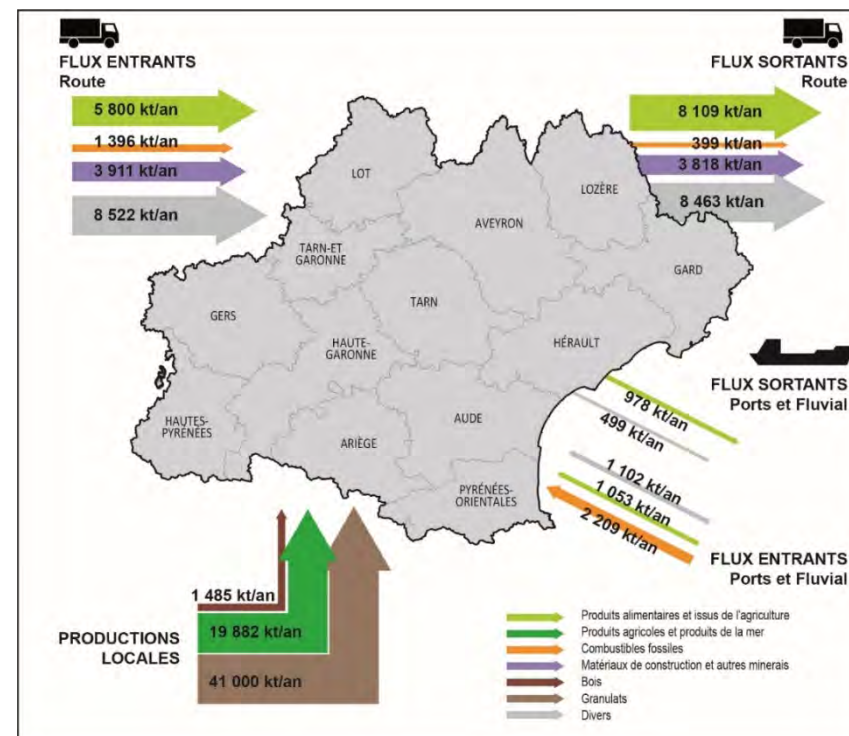 FLUX ENTRANTS
Route
5 800 kt/an
1 396 kt/an
3 911 kt/an
8 522 kt/an
FLUX SORTANTS
Route
8 109 kt/an
399 kt/an
3 818 kt/an
8 463 kt/an
LOT
LOZÈRE
AVEYRON
TARN-ET
GARONNE
GARD
TARN
GERS
HAUTE-
GARONNE
HÉRAULT
HAUTES-
PYRÉNÉES
AUDE
ARIÈGE
PYRÉNÉES-
ORIENTALES
FLUX SORTANTS
Ports et Fluvial
978 kt/an
499 kt/an
1 102 kt/an
1 053 kt/an
2 209 kt/an
FLUX ENTRANTS
Ports et Fluvial
1 485 kt/an
19 882 kt/an
41 000 kt/an
PRODUCTIONS
LOCALES
Produits alimentaires et issus de l'agriculture
Produits agricoles et produits de la mer
Combustibles fossiles
Matériaux de construction et autres minerais
Bois
Granulats
Divers